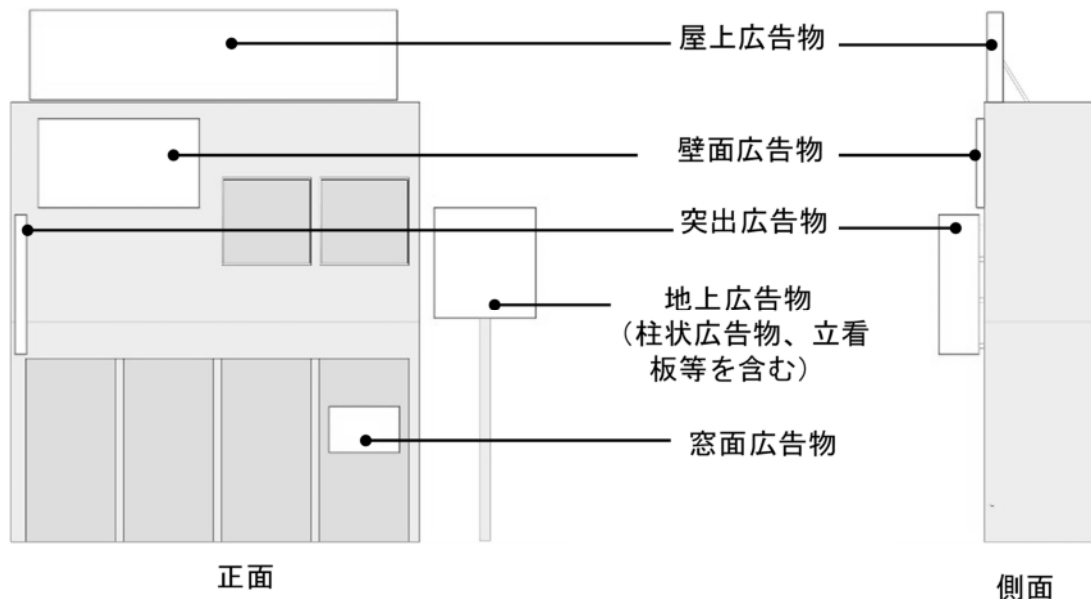 屋上広告物
壁面広告物
突出広告物
地上広告物
（柱状広告物、立看
板等を含む）
窓面広告物
正面
側面